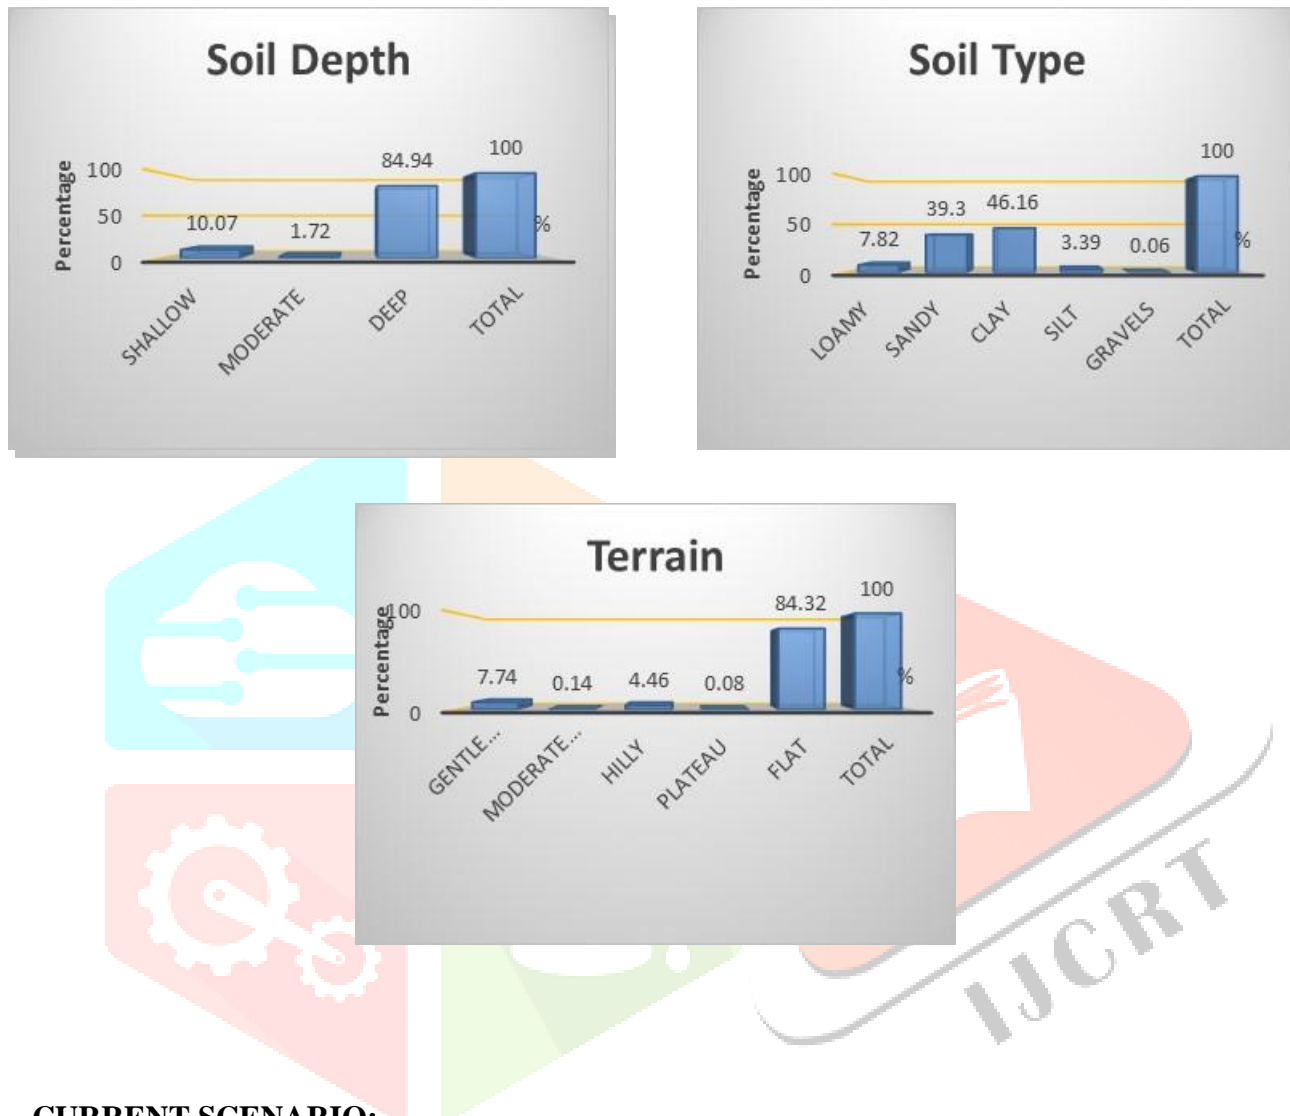 Soil Depth
Percentage
100
50
0
10.07
1.72
84.94
100
%
SHALLOW
MODERATE
DEEP
TOTAL
Soil Type
Percentage
100
50
0
7.82
39.3
46.16
3.39
0.06
100
%
LOAMY
SANDY
CLAY
SILT
GRAVELS
TOTAL
Terrain
Percentage
100
0
7.74
0.14
4.46
0.08
84.32
100
%
GENTLE...
MODERATE...
HILLY
PLATEAU
FLAT
TOTAL
IJCRT
CURRENT SCENARIO: